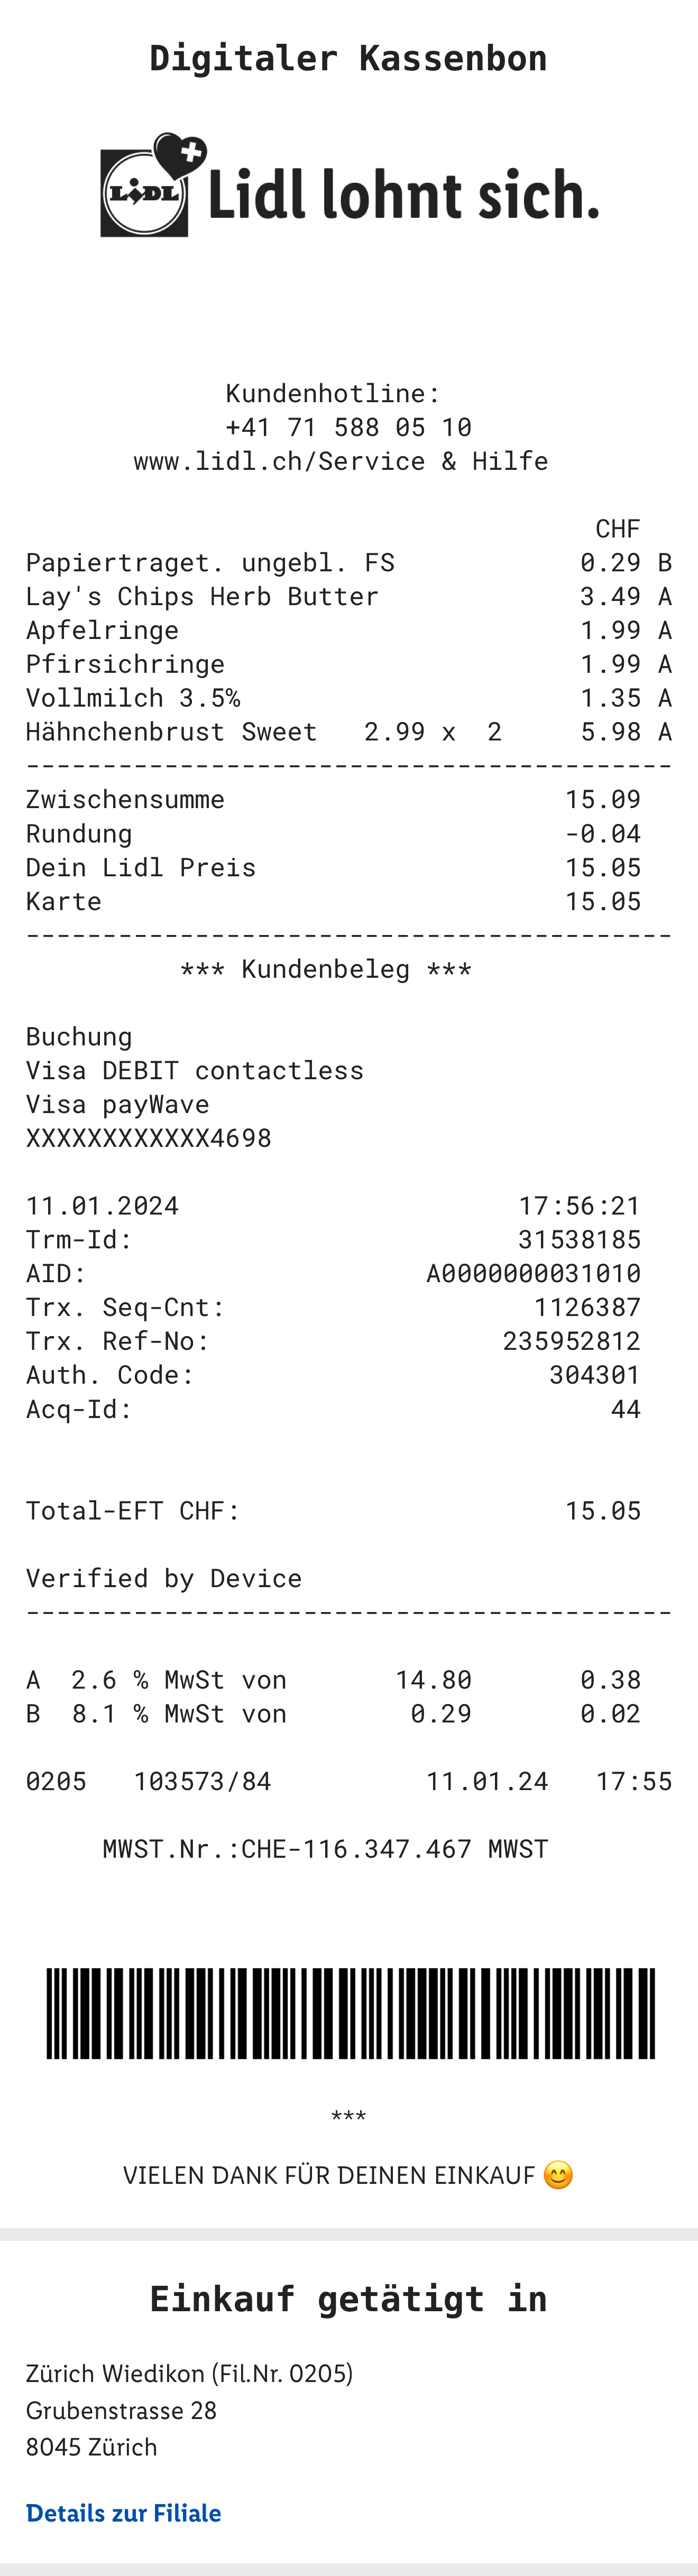 Digitaler Kassenbon
LIDL Lidl lohnt sich.
Kundenhotline:
+41 71 588 05 10
www.lidl.ch/Service & Hilfe
CHF
Papiertraget. ungebl. FS 0.29 B
Lay's Chips Herb Butter 3.49 A
Apfelringe 1.99 A
Pfirsichringe 1.99 A
Vollmilch 3.5% 1.35 A
Hähnchenbrust Sweet 2.99 x 2 5.98 A
------------------------------------------
Zwischensumme 15.09
Rundung -0.04
Dein Lidl Preis 15.05
Karte 15.05
------------------------------------------
*** Kundenbeleg ***
Buchung
Visa DEBIT contactless
Visa payWave
XXXXXXXXXXXX4698
11.01.2024 17:56:21
Trm-Id: 31538185
AID: A0000000031010
Trx. Seq-Cnt: 1126387
Trx. Ref-No: 235952812
Auth. Code: 304301
Acq-Id: 44
Total-EFT CHF: 15.05
Verified by Device
------------------------------------------
A 2.6 % MwSt von 14.80 0.38
B 8.1 % MwSt von 0.29 0.02
0205 103573/84 11.01.24 17:55
MWST.Nr.:CHE-116.347.467 MWST
***
VIELEN DANK FÜR DEINEN EINKAUF 😊
Einkauf getätigt in
Zürich Wiedikon (Fil.Nr. 0205)
Grubenstrasse 28
8045 Zürich
Details zur Filiale